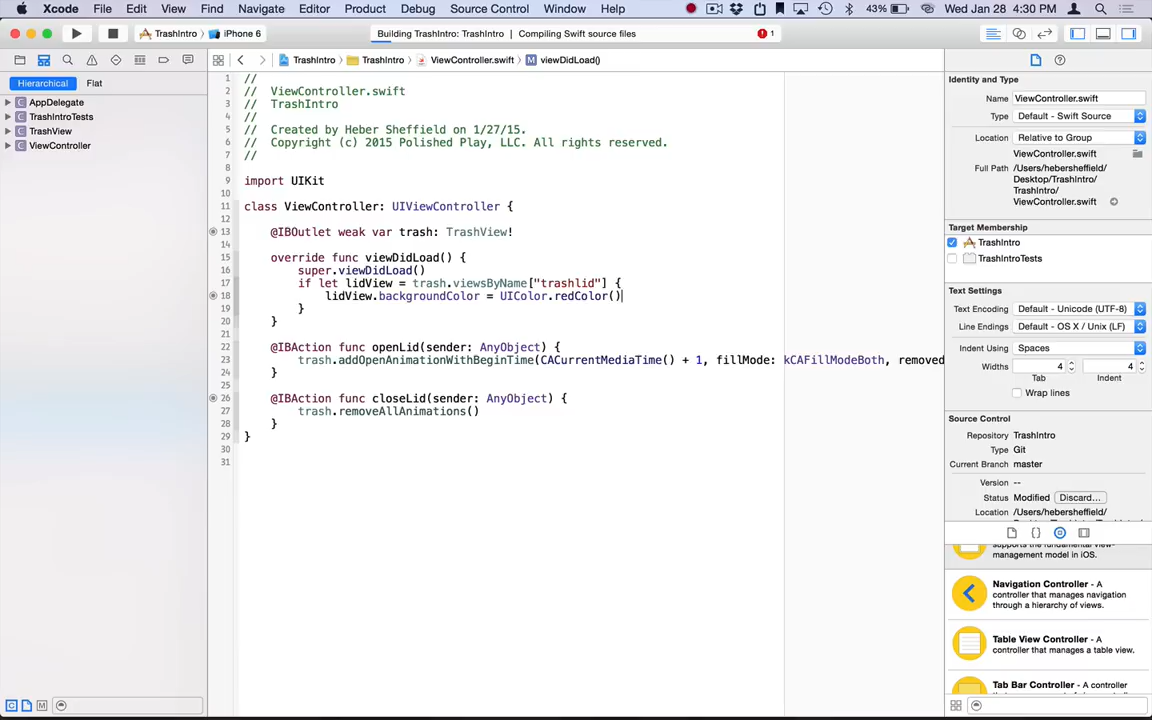 Xcode File Edit View Find Navigate Editor Product Debug Source Control Window Help 43% Wed Jan 28 4:30 PM
TrashIntro iPhone 6
Building TrashIntro: TrashIntro | Compiling Swift source files 1
TrashIntro TrashIntro ViewController.swift viewDidLoad()
Hierarchical Flat
AppDelegate
TrashIntroTests
TrashView
ViewController
1 //
2 // ViewController.swift
3 // TrashIntro
4 //
5 // Created by Heber Sheffield on 1/27/15.
6 // Copyright (c) 2015 Polished Play, LLC. All rights reserved.
7 //
8
9 import UIKit
10
11 class ViewController: UIViewController {
12
13 @IBOutlet weak var trash: TrashView!
14
15 override func viewDidLoad() {
16 super.viewDidLoad()
17 if let lidView = trash.viewsByName["trashlid"] {
18 lidView.backgroundColor = UIColor.redColor()
19 }
20 }
21
22 @IBAction func openLid(sender: AnyObject) {
23 trash.addOpenAnimationWithBeginTime(CACurrentMediaTime() + 1, fillMode: kCAFillModeBoth, removed
24 }
25
26 @IBAction func closeLid(sender: AnyObject) {
27 trash.removeAllAnimations()
28 }
29 }
30
31
Identity and Type
Name ViewController.swift
Type Default - Swift Source
Location Relative to Group
ViewController.swift
Full Path /Users/hebersheffield/
Desktop/TrashIntro/
TrashIntro/
ViewController.swift
Target Membership
TrashIntro
TrashIntroTests
Text Settings
Text Encoding Default - Unicode (UTF-8)
Line Endings Default - OS X / Unix (LF)
Indent Using Spaces
Widths 4 4
Tab Indent
Wrap lines
Source Control
Repository TrashIntro
Type Git
Current Branch master
Version --
Status Modified Discard...
Location /Users/hebersheffield/
supports the fundamental view-
management model in iOS.
Navigation Controller - A
controller that manages navigation
through a hierarchy of views.
Table View Controller - A
controller that manages a table view.
Tab Bar Controller - A controller